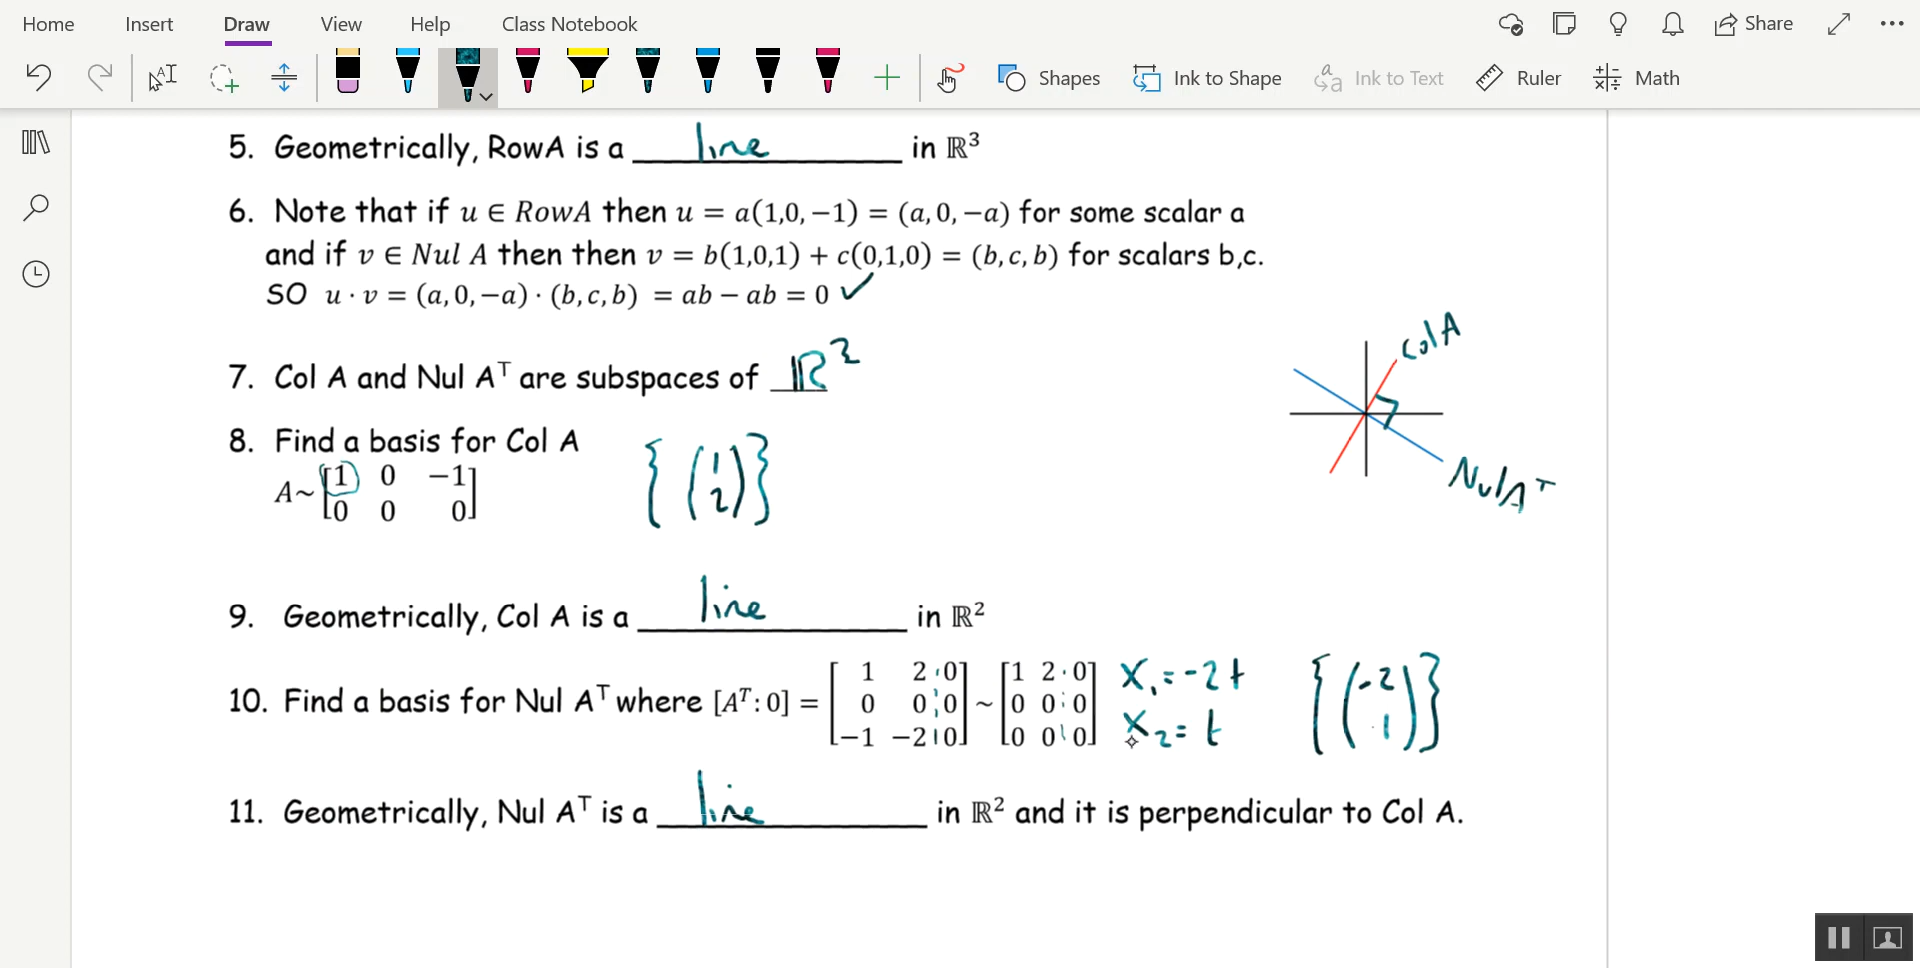 Home Insert Draw View Help Class Notebook Share
Shapes Ink to Shape Ink to Text Ruler Math
5. Geometrically, RowA is a line in ℝ³
6. Note that if u ∈ RowA then u = a(1,0,−1) = (a, 0, −a) for some scalar a
and if v ∈ Nul A then then v = b(1,0,1) + c(0,1,0) = (b, c, b) for scalars b,c.
SO u · v = (a, 0, −a) · (b, c, b) = ab − ab = 0 ✓
Col A
7. Col A and Nul Aᵀ are subspaces of ℝ²
Nul Aᵀ
8. Find a basis for Col A
A~[1 0 −1; 0 0 0] {(1 2)}
9. Geometrically, Col A is a line in ℝ²
10. Find a basis for Nul Aᵀ where [Aᵀ: 0] = [1 2 0; 0 0 0; −1 −2 0] ~ [1 2 0; 0 0 0; 0 0 0] x₁ = -2t x₂ = t {(-2 1)}
11. Geometrically, Nul Aᵀ is a line in ℝ² and it is perpendicular to Col A.